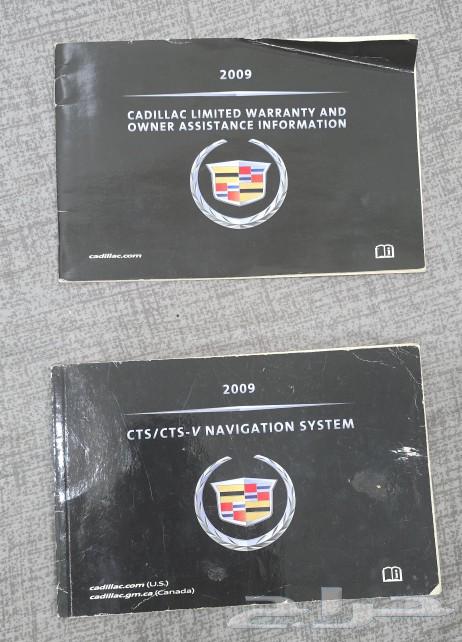 2009
CADILLAC LIMITED WARRANTY AND
OWNER ASSISTANCE INFORMATION
cadillac.com
2009
CTS/CTS-V NAVIGATION SYSTEM
cadillac.com (U.S.)
cadillac.gm.ca (Canada)
حراج